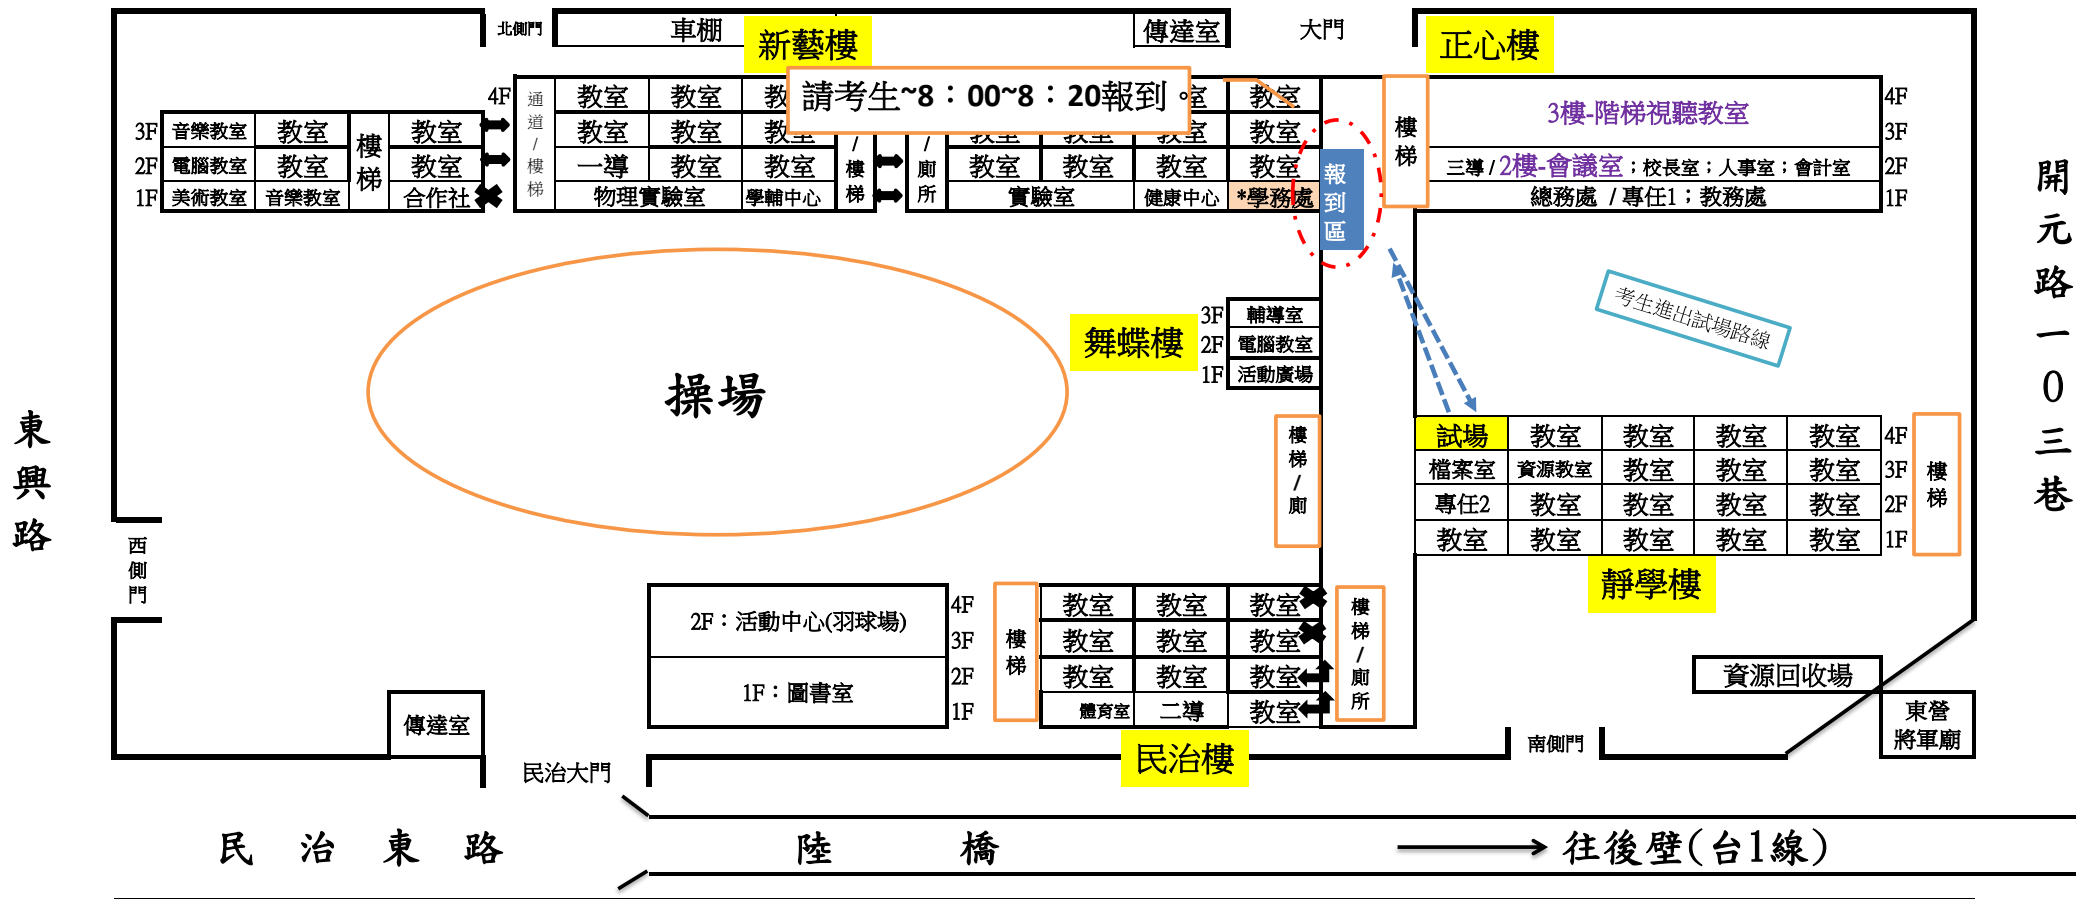 北側門 車棚 傳達室 大門
新藝樓 正心樓
請考生~8：00~8：20報到。
4F 通道/樓梯 教室 教室 教室 教室
3F 音樂教室 教室 樓梯 教室 教室 教室 教室 /樓梯 /廁所 教室 教室 教室 教室
2F 電腦教室 教室 教室 一導 教室 教室 教室 教室 教室 教室
1F 美術教室 音樂教室 合作社 物理實驗室 學輔中心 實驗室 健康中心 *學務處
報到區
樓梯
3樓-階梯視聽教室 4F
3F
三導 / 2樓-會議室；校長室；人事室；會計室 2F
總務處 / 專任1；教務處 1F
開元路一0三巷
考生進出試場路線
舞蝶樓
3F 輔導室
2F 電腦教室
1F 活動廣場
操場
東興路
西側門
樓梯/廁
試場 教室 教室 教室 教室 4F
檔案室 資源教室 教室 教室 教室 3F
專任2 教室 教室 教室 教室 2F
教室 教室 教室 教室 教室 1F
樓梯
靜學樓
2F：活動中心(羽球場)
1F：圖書室
樓梯
4F 教室 教室 教室
3F 教室 教室 教室
2F 教室 教室 教室
1F 體育室 二導 教室
樓梯/廁所
民治樓
資源回收場
東營將軍廟
傳達室
民治大門
南側門
民治東路 陸橋 往後壁(台1線)